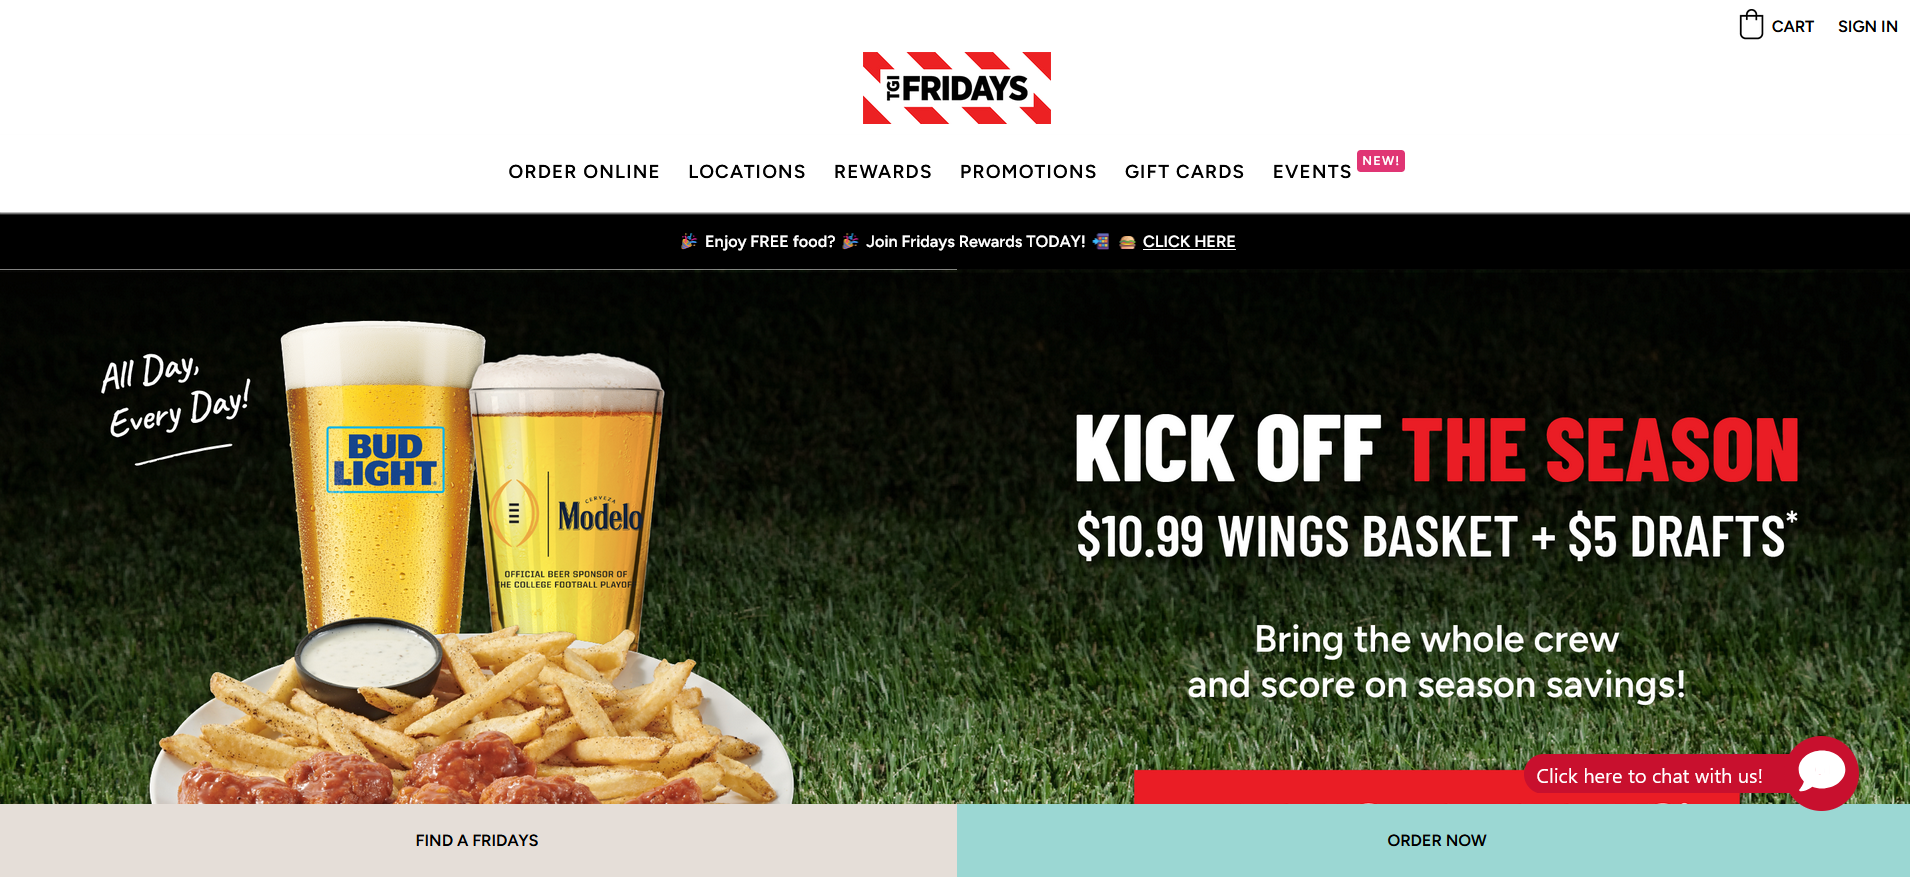 CART SIGN IN
TGI FRIDAYS
ORDER ONLINE LOCATIONS REWARDS PROMOTIONS GIFT CARDS EVENTS NEW!
🎉 Enjoy FREE food? 🎉 Join Fridays Rewards TODAY! 📲 🍔 CLICK HERE
All Day,
Every Day!
BUD
LIGHT
CERVEZA
Modelo
OFFICIAL BEER SPONSOR OF
THE COLLEGE FOOTBALL PLAYOFF
KICK OFF THE SEASON
$10.99 WINGS BASKET + $5 DRAFTS*
Bring the whole crew
and score on season savings!
Click here to chat with us!
FIND A FRIDAYS
ORDER NOW